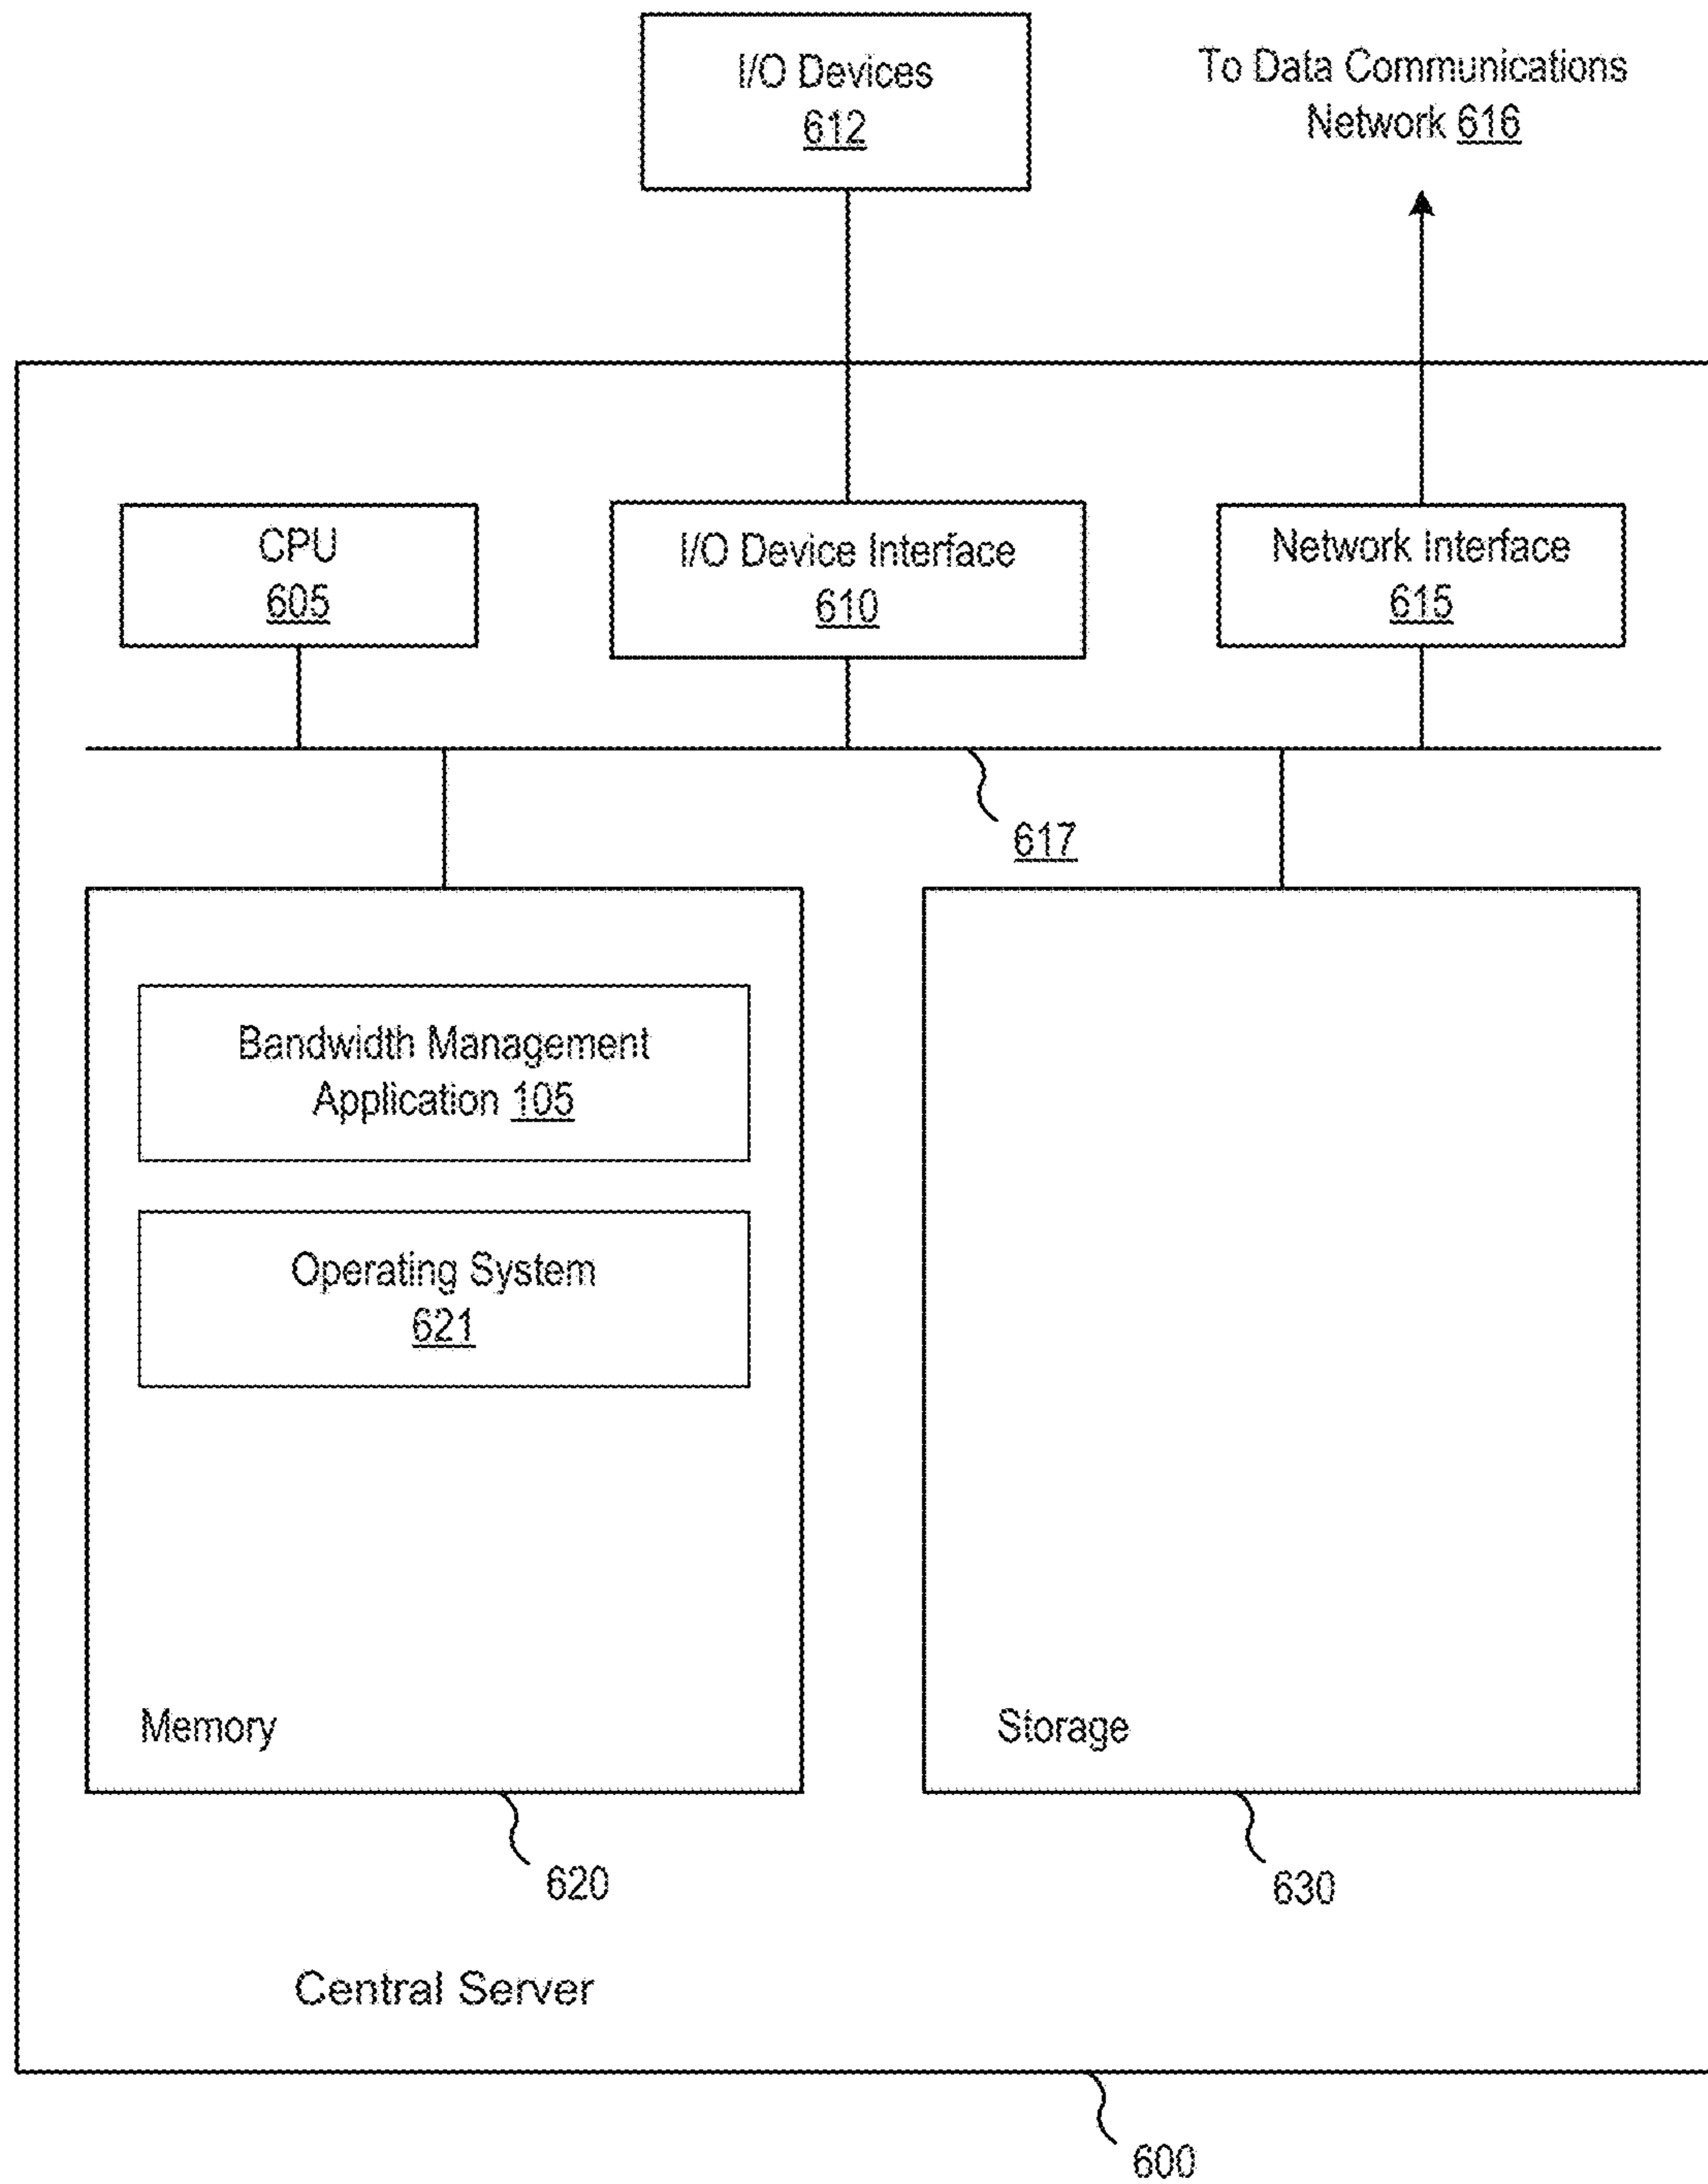 I/O Devices
612
To Data Communications
Network 616
CPU
605
I/O Device Interface
610
Network Interface
615
617
Bandwidth Management
Application 105
Operating System
621
Memory
Storage
620
630
Central Server
600